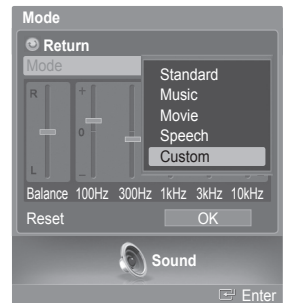 Mode
Return
Mode
Standard
Music
Movie
Speech
Custom
R
+
0
L
−
Balance 100Hz 300Hz 1kHz 3kHz 10kHz
Reset OK
Sound
Enter